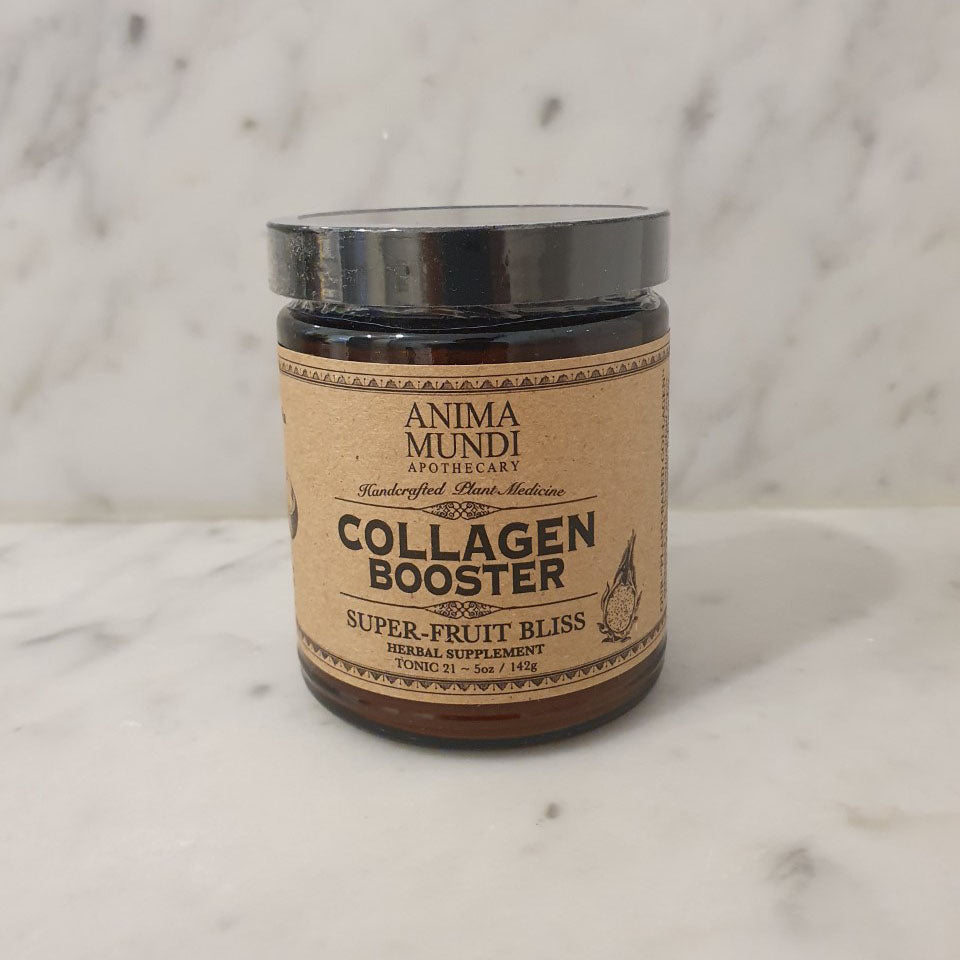 ANIMA
MUNDI
APOTHECARY
Handcrafted Plant Medicine
COLLAGEN
BOOSTER
SUPER-FRUIT BLISS
HERBAL SUPPLEMENT
TONIC 21 ~ 5oz / 142g